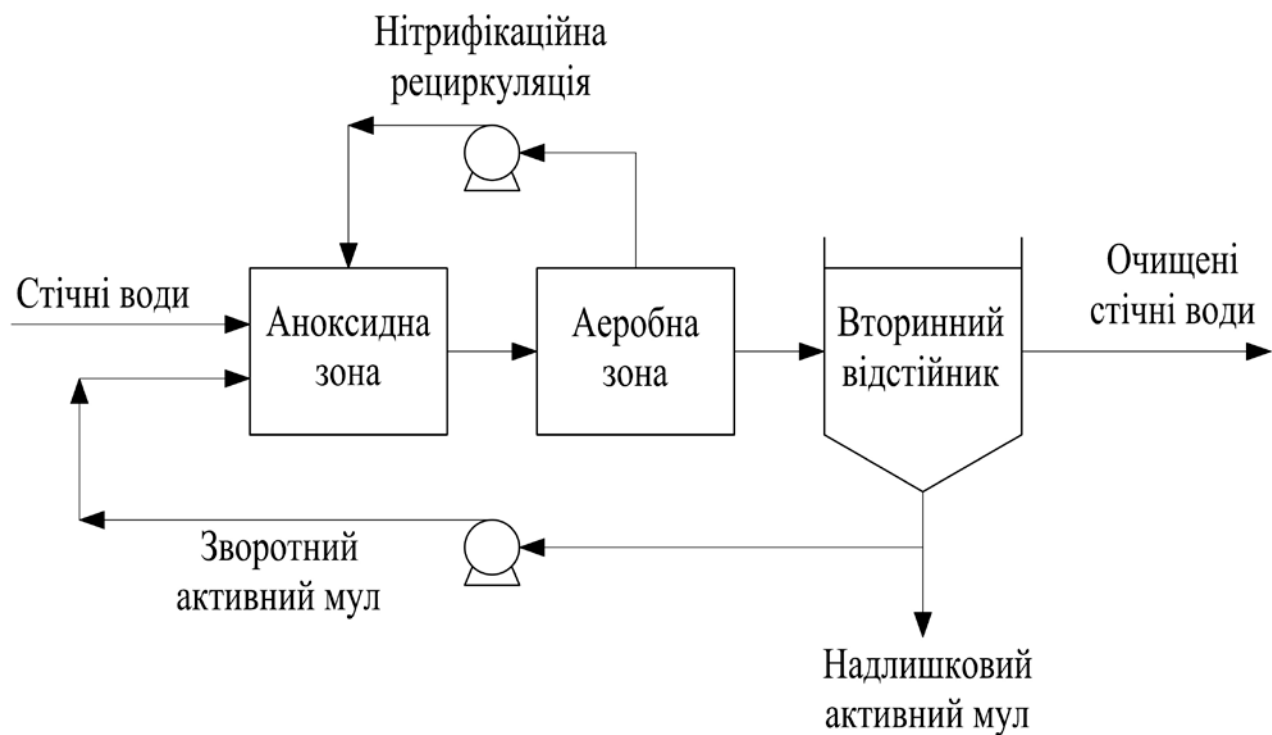 Нітрифікаційна
рециркуляція
Стічні води
Аноксидна
зона
Аеробна
зона
Вторинний
відстійник
Очищені
стічні води
Зворотний
активний мул
Надлишковий
активний мул